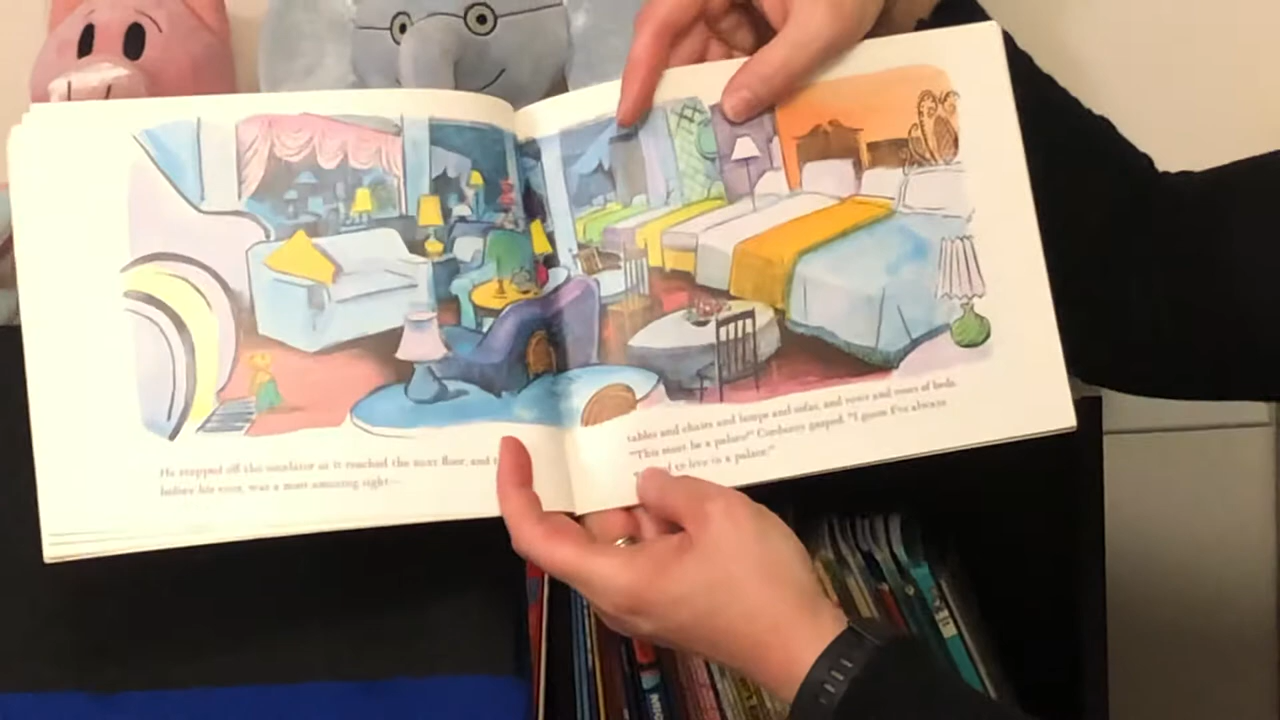 He stepped off the escalator as it reached the next floor, and
before his eyes, was a most amazing sight—
tables and chairs and lamps and sofas, and rows and rows of beds.
"This must be a palace!" Corduroy gasped. "I guess I've always
to live in a palace."